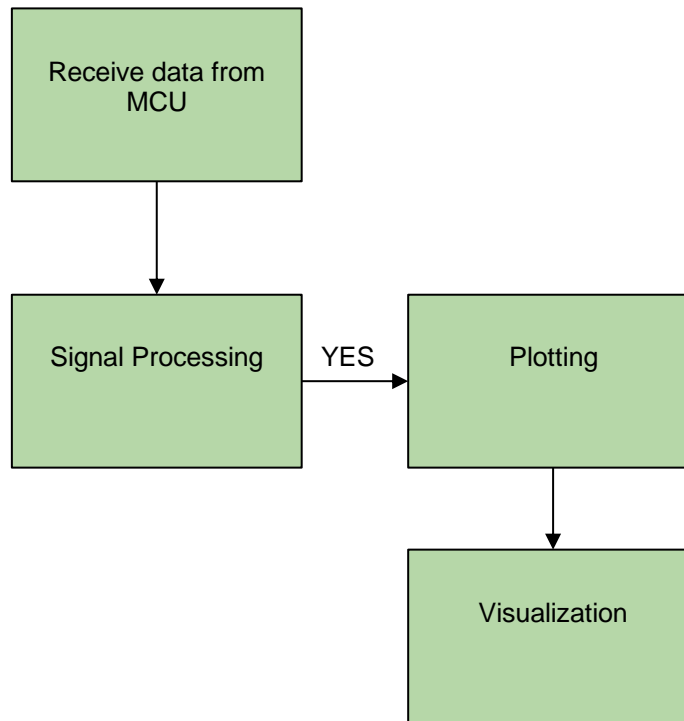 Receive data from
MCU
Signal Processing
YES
Plotting
Visualization